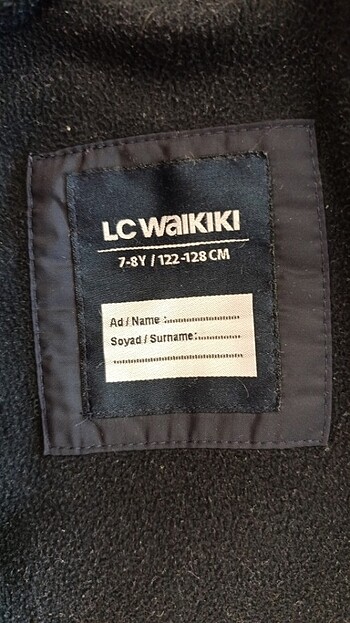 LC WAIKIKI
7-8Y / 122-128 CM
Ad / Name :....................
Soyad / Surname:............
....................................